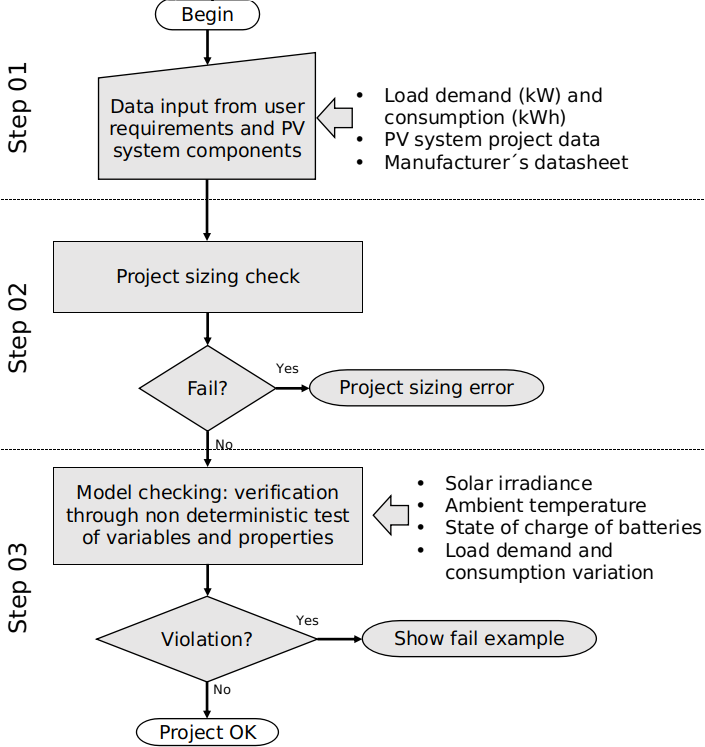 Begin
Step 01
Data input from user
requirements and PV
system components
• Load demand (kW) and
consumption (kWh)
• PV system project data
• Manufacturer´s datasheet
Step 02
Project sizing check
Fail?
Yes
Project sizing error
No
Step 03
Model checking: verification
through non deterministic test
of variables and properties
• Solar irradiance
• Ambient temperature
• State of charge of batteries
• Load demand and
consumption variation
Violation?
Yes
Show fail example
No
Project OK